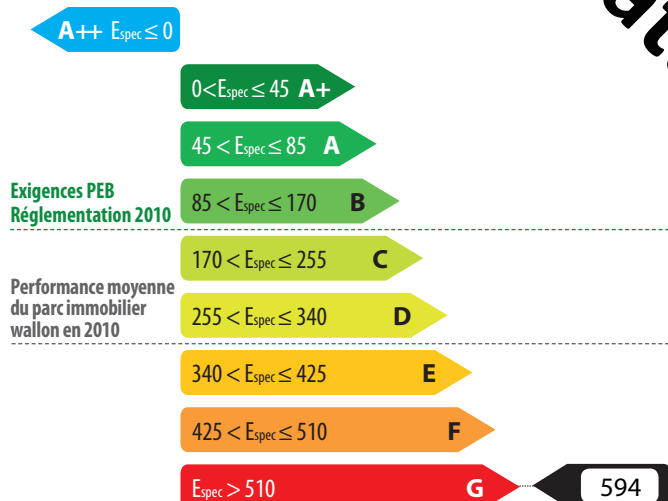 A++ Espec ≤ 0
0<Espec ≤ 45 A+
45 < Espec ≤ 85 A
Exigences PEB
Réglementation 2010
85 < Espec ≤ 170 B
170 < Espec ≤ 255 C
Performance moyenne
du parc immobilier
wallon en 2010
255 < Espec ≤ 340 D
340 < Espec ≤ 425 E
425 < Espec ≤ 510 F
Espec > 510 G
594